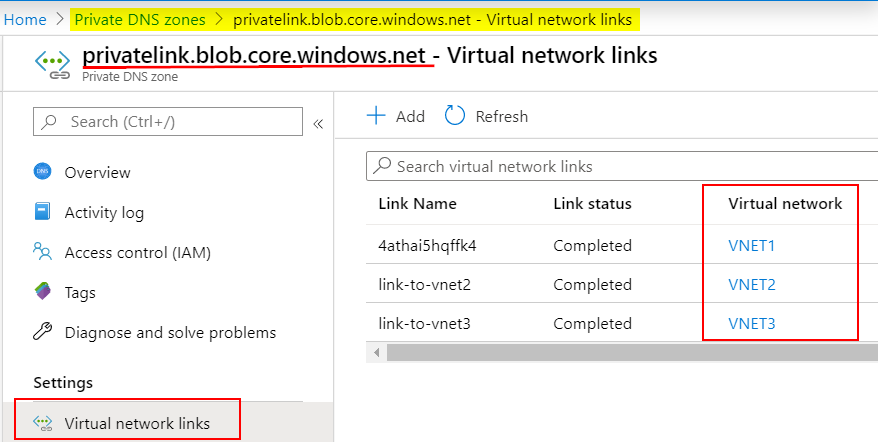 Home > Private DNS zones > privatelink.blob.core.windows.net - Virtual network links
privatelink.blob.core.windows.net - Virtual network links
Private DNS zone
Search (Ctrl+/)
«
Add
Refresh
Search virtual network links
DNS
Overview
Activity log
Access control (IAM)
Tags
Diagnose and solve problems
Settings
Virtual network links
Link Name Link status Virtual network
4athai5hqffk4 Completed VNET1
link-to-vnet2 Completed VNET2
link-to-vnet3 Completed VNET3